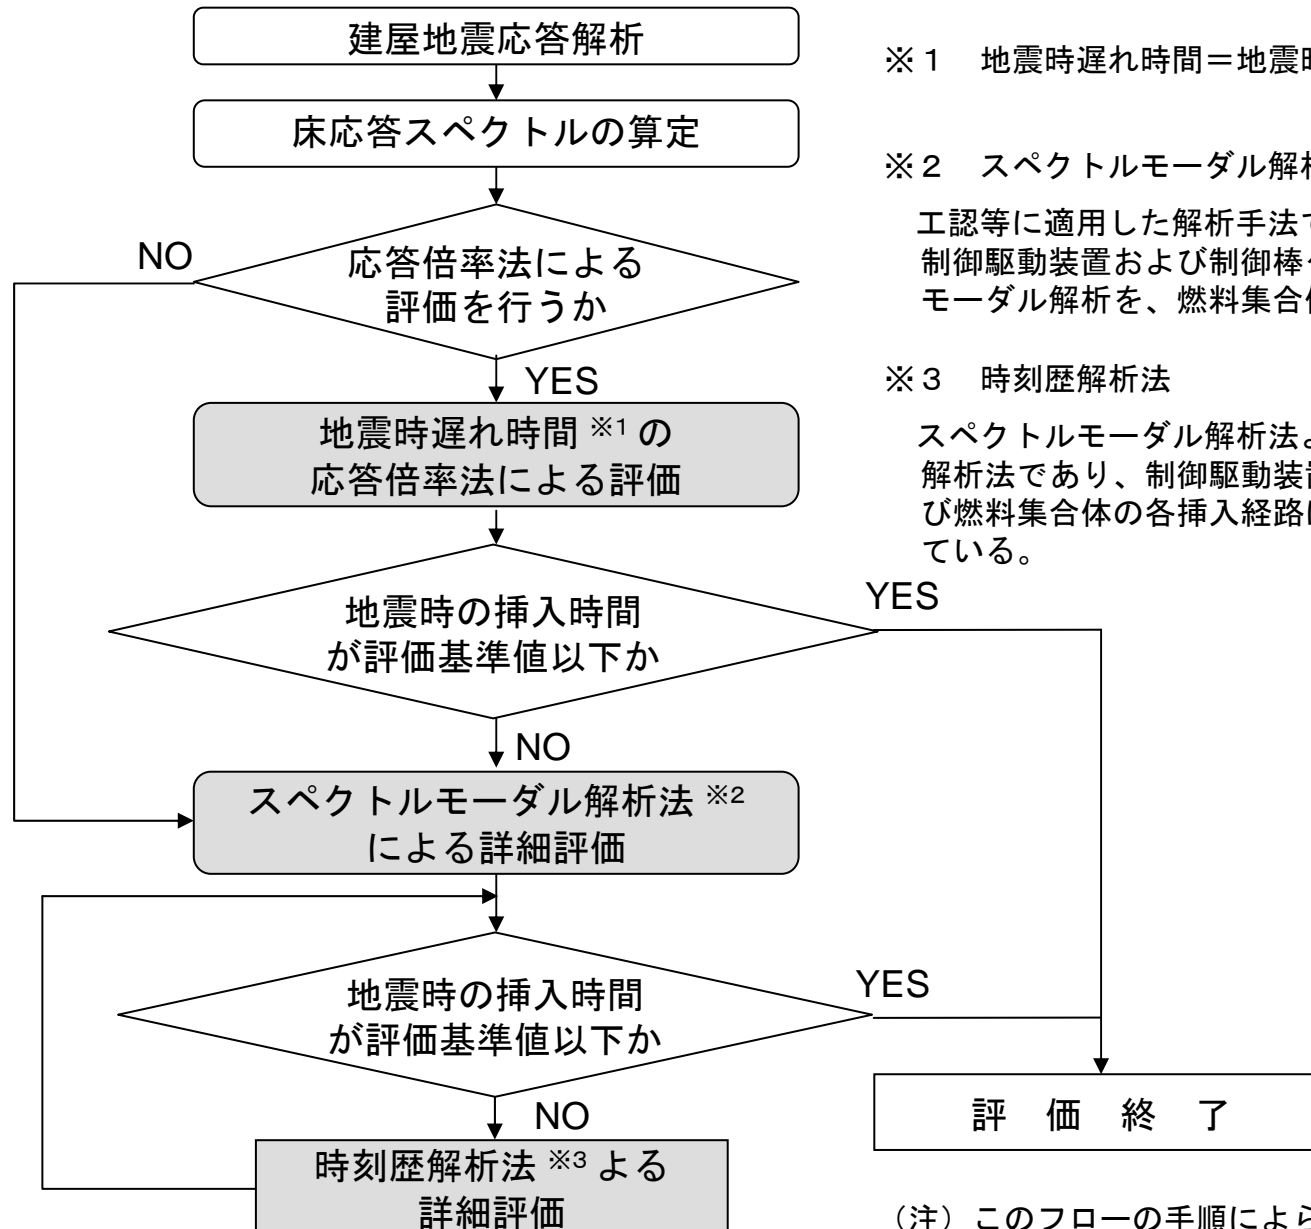 建屋地震応答解析
床応答スペクトルの算定
応答倍率法による
評価を行うか
NO
YES
地震時遅れ時間 ※1 の
応答倍率法による評価
地震時の挿入時間
が評価基準値以下か
YES
NO
スペクトルモーダル解析法 ※2
による詳細評価
地震時の挿入時間
が評価基準値以下か
YES
NO
時刻歴解析法 ※3 よる
詳細評価
評 価 終 了
※1 地震時遅れ時間＝地震
※2 スペクトルモーダル解
工認等に適用した解析手法
制御駆動装置および制御棒
モーダル解析を、燃料集合
※3 時刻歴解析法
スペクトルモーダル解析法
解析法であり、制御駆動装
び燃料集合体の各挿入経路
ている。
（注）このフローの手順によ